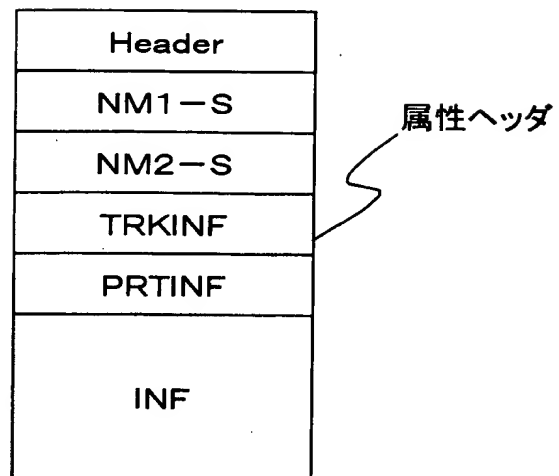 Header
NM1-S
NM2-S
属性ヘッダ
TRKINF
PRTINF
INF